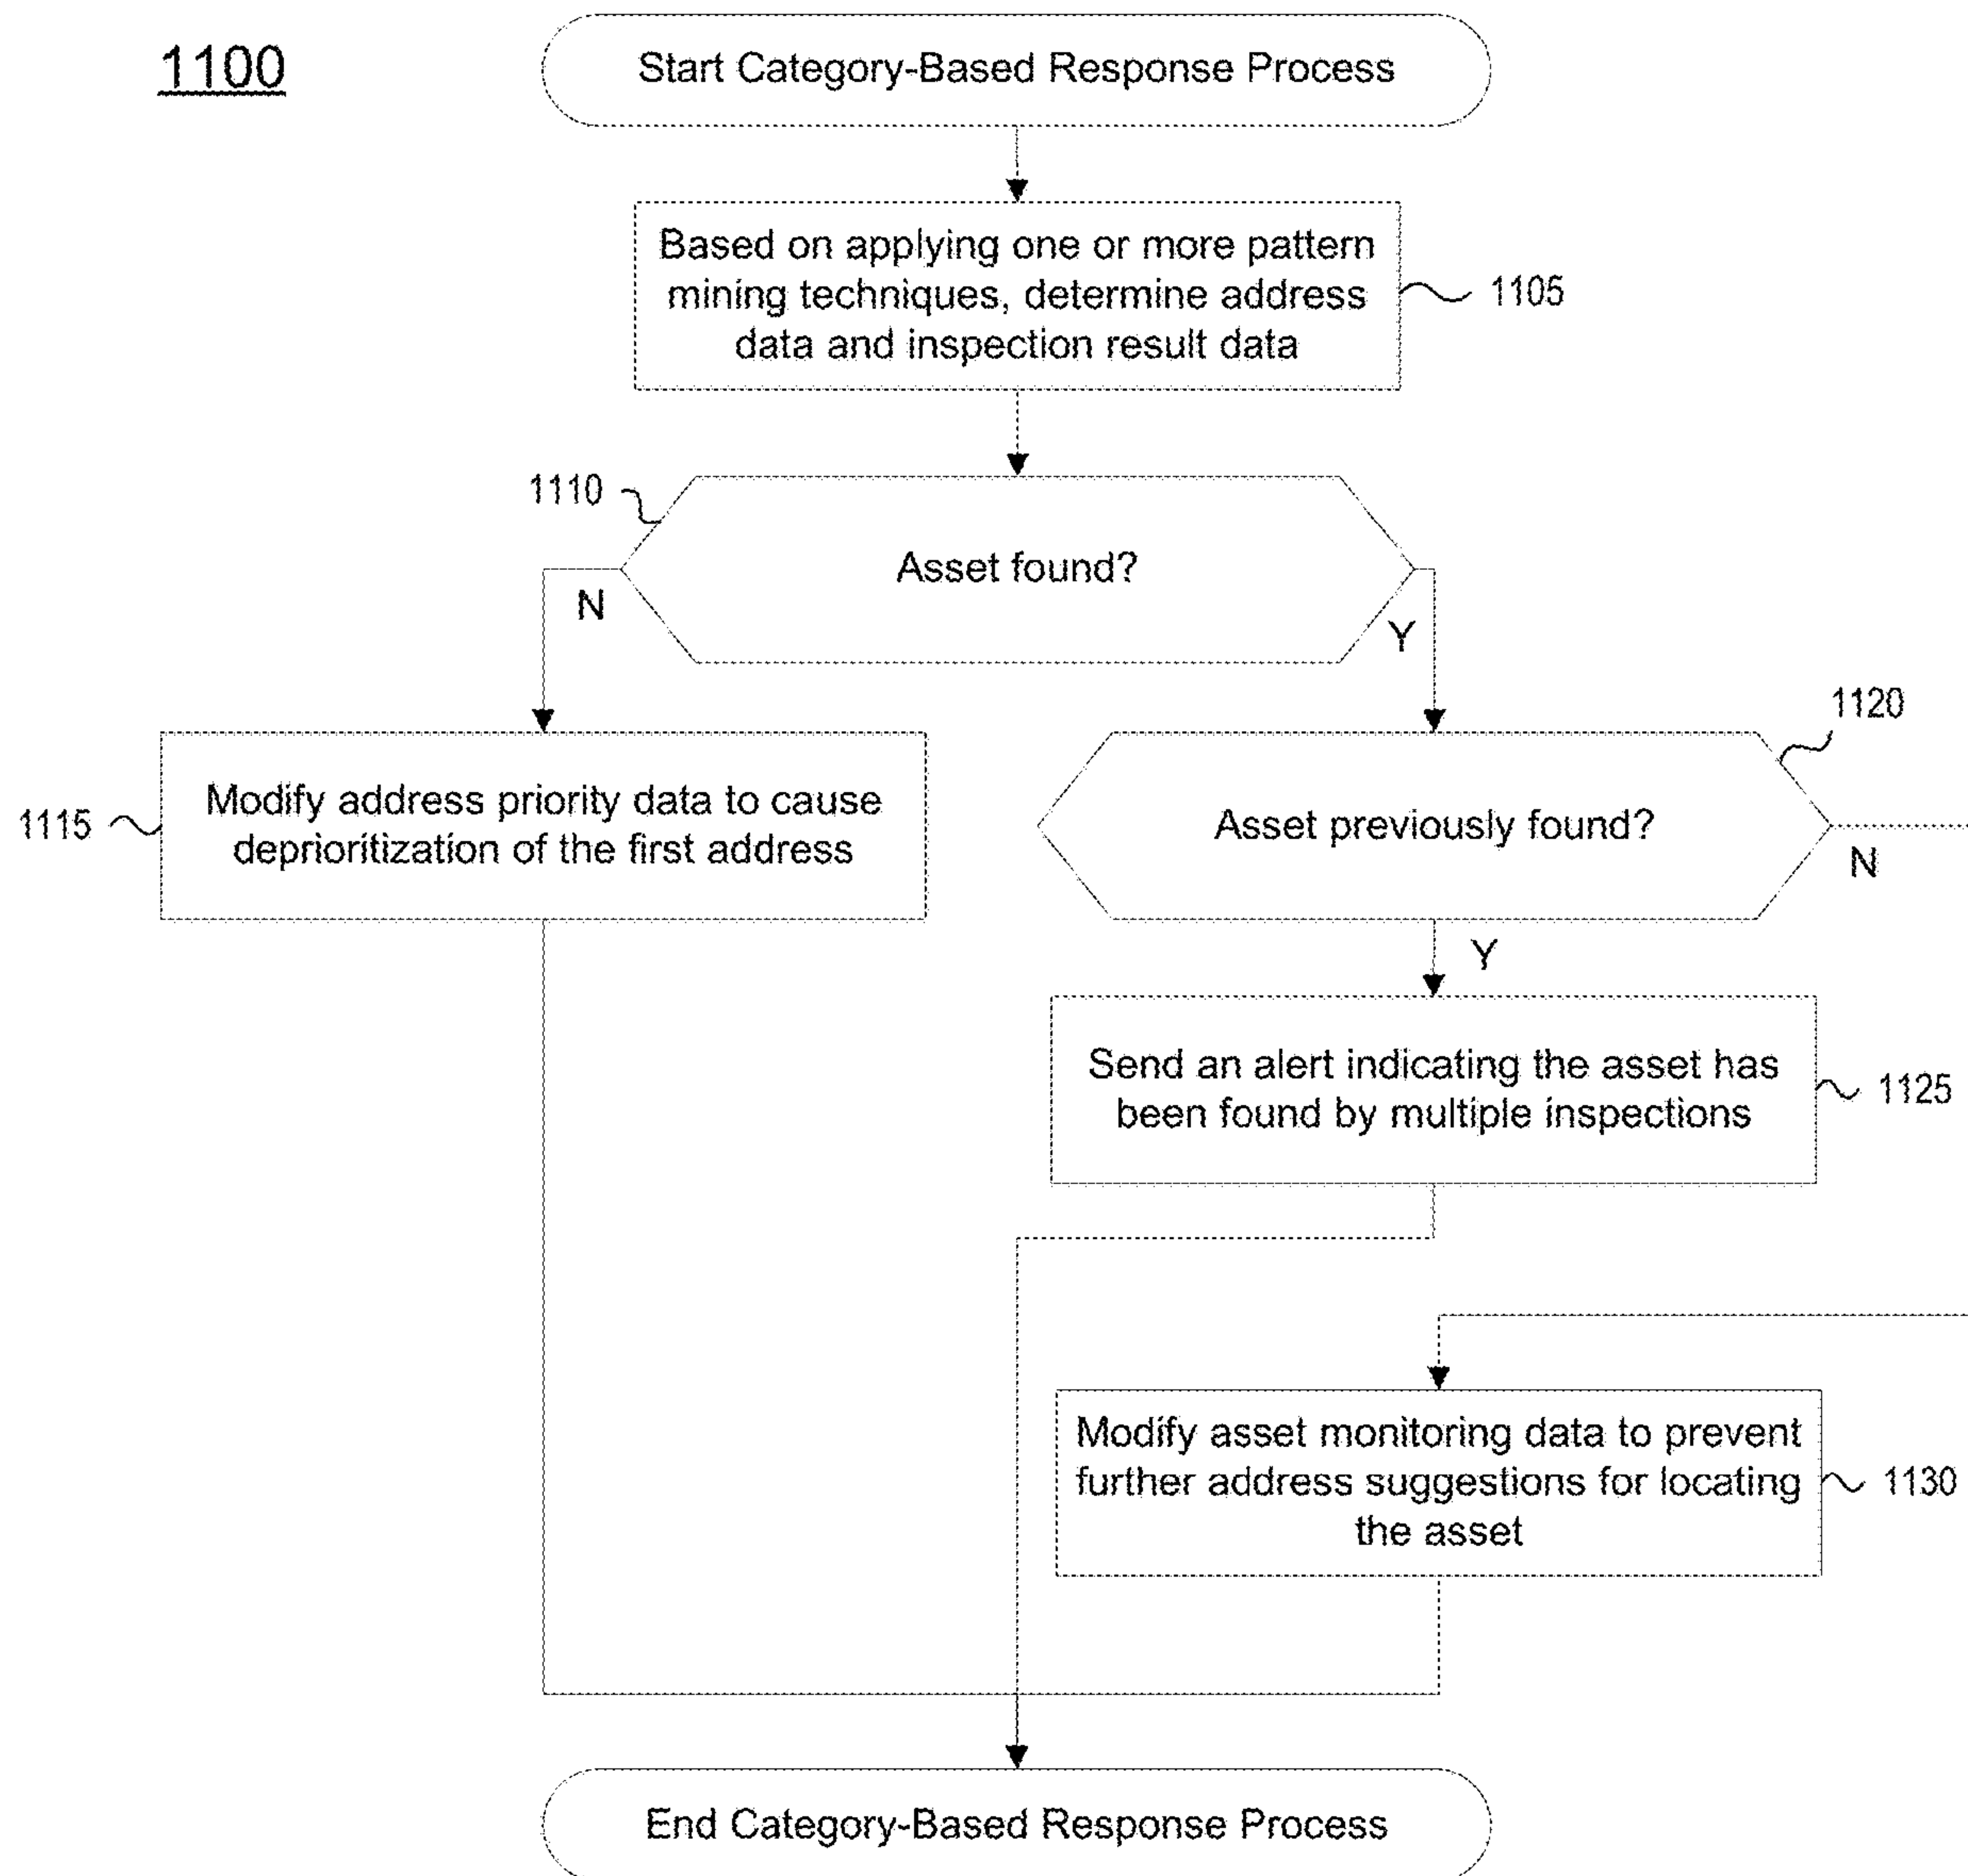 1100
Start Category-Based Response Process
Based on applying one or more pattern
mining techniques, determine address
data and inspection result data
1105
1110
Asset found?
N
Y
1120
1115
Modify address priority data to cause
deprioritization of the first address
Asset previously found?
N
Y
Send an alert indicating the asset has
been found by multiple inspections
1125
Modify asset monitoring data to prevent
further address suggestions for locating
the asset
1130
End Category-Based Response Process